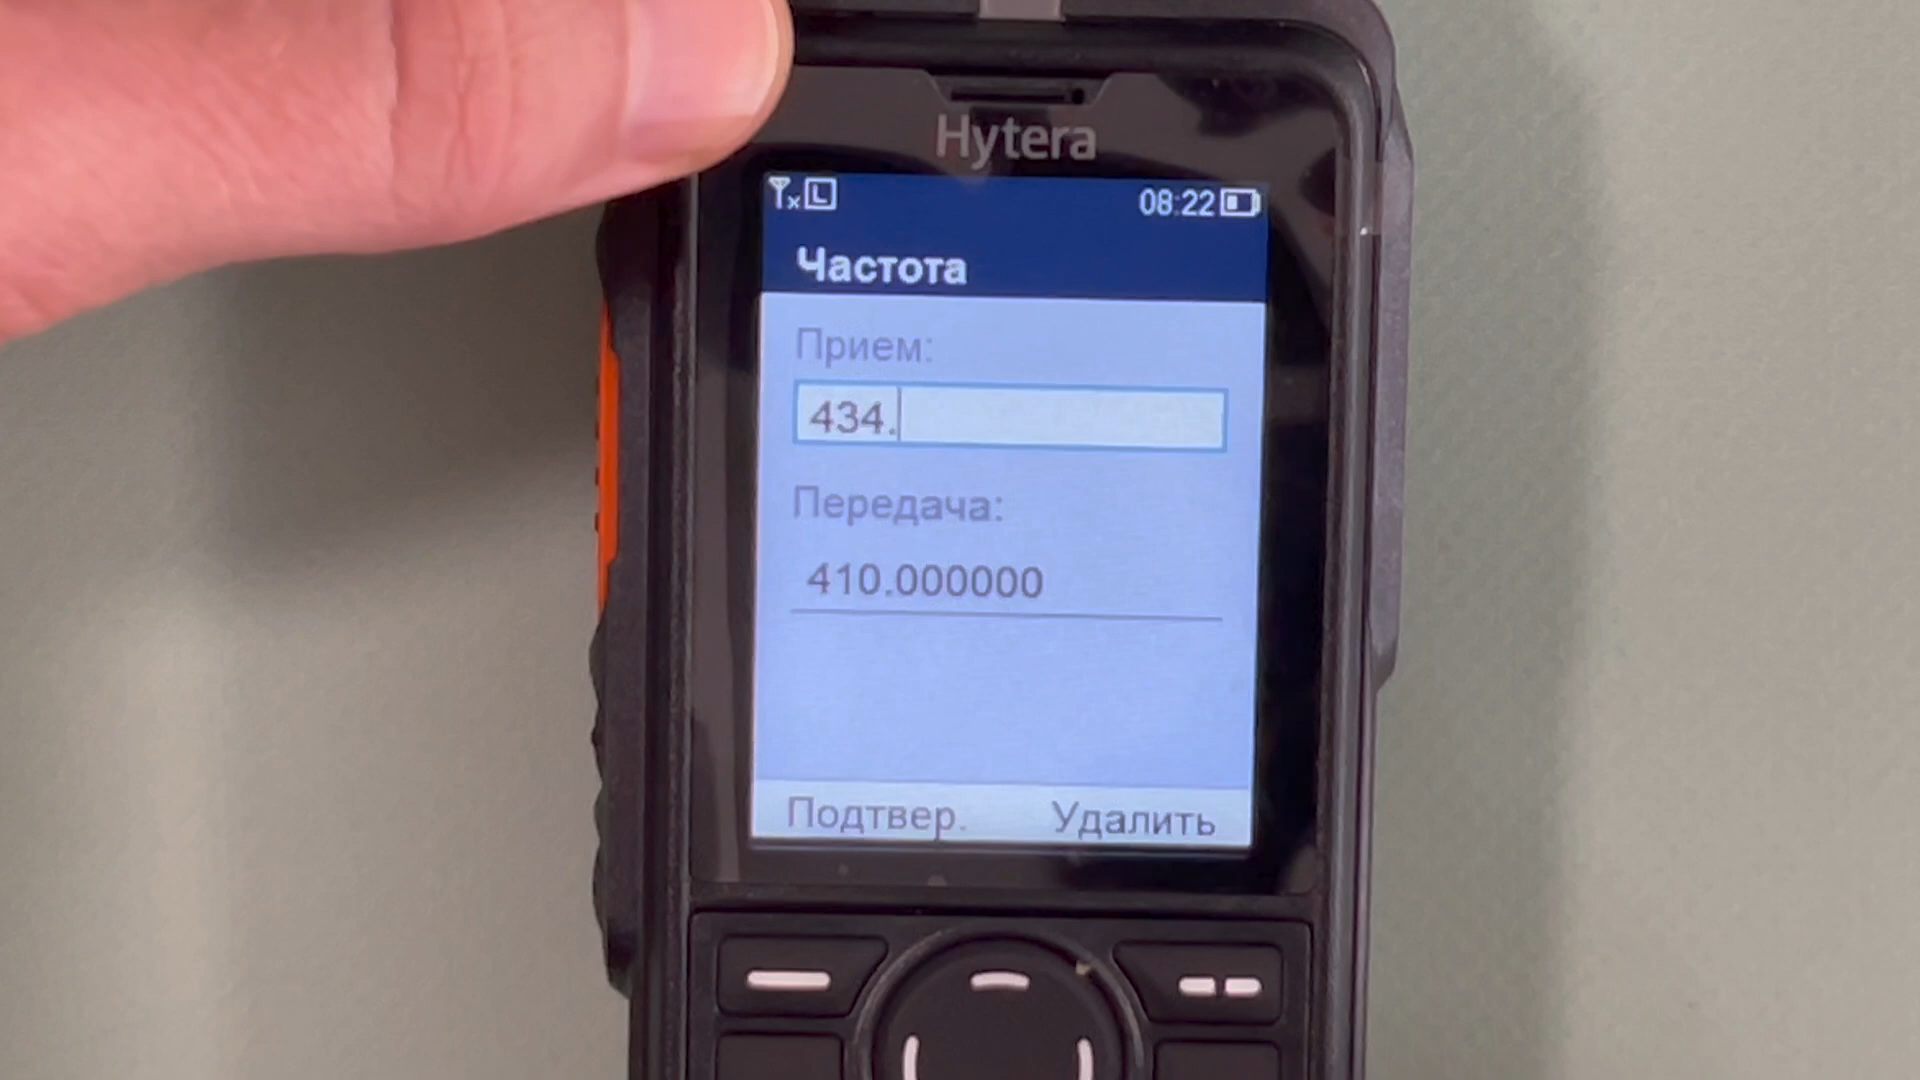 Hytera
L
08:22
Частота
Прием:
434.
Передача:
410.000000
Подтвер. Удалить